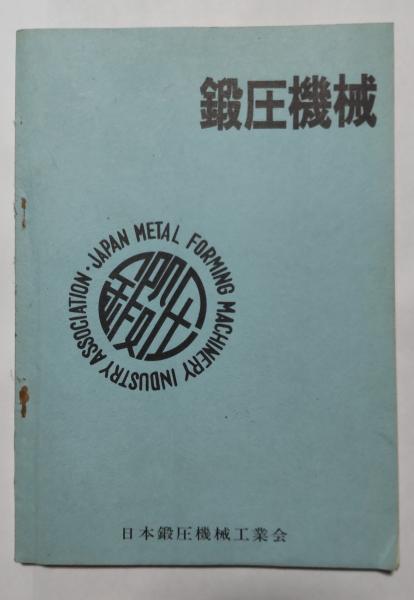 鍛圧機械
JAPAN METAL FORMING MACHINERY INDUSTRY ASSOCIATION・
鍛圧
日本鍛圧機械工業会